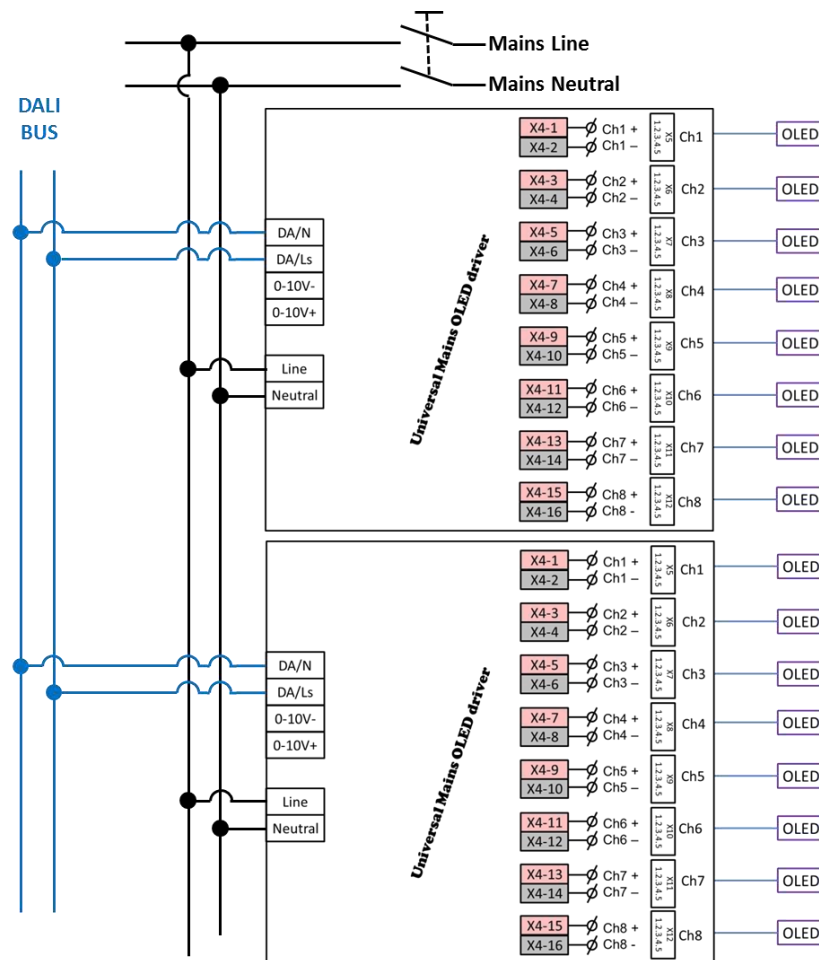 Mains Line
Mains Neutral
DALI
BUS
X4-1 Ch1 + X5 1.2.3.4.5 Ch1 OLED
X4-2 Ch1 –
X4-3 Ch2 + X6 1.2.3.4.5 Ch2 OLED
X4-4 Ch2 –
X4-5 Ch3 + X7 1.2.3.4.5 Ch3 OLED
X4-6 Ch3 –
X4-7 Ch4 + X8 1.2.3.4.5 Ch4 OLED
X4-8 Ch4 –
X4-9 Ch5 + X9 1.2.3.4.5 Ch5 OLED
X4-10 Ch5 –
X4-11 Ch6 + X10 1.2.3.4.5 Ch6 OLED
X4-12 Ch6 –
X4-13 Ch7 + X11 1.2.3.4.5 Ch7 OLED
X4-14 Ch7 –
X4-15 Ch8 + X12 1.2.3.4.5 Ch8 OLED
X4-16 Ch8 -
DA/N
DA/Ls
0-10V-
0-10V+
Line
Neutral
Universal Mains OLED driver
X4-1 Ch1 + X5 1.2.3.4.5 Ch1 OLED
X4-2 Ch1 –
X4-3 Ch2 + X6 1.2.3.4.5 Ch2 OLED
X4-4 Ch2 –
X4-5 Ch3 + X7 1.2.3.4.5 Ch3 OLED
X4-6 Ch3 –
X4-7 Ch4 + X8 1.2.3.4.5 Ch4 OLED
X4-8 Ch4 –
X4-9 Ch5 + X9 1.2.3.4.5 Ch5 OLED
X4-10 Ch5 –
X4-11 Ch6 + X10 1.2.3.4.5 Ch6 OLED
X4-12 Ch6 –
X4-13 Ch7 + X11 1.2.3.4.5 Ch7 OLED
X4-14 Ch7 –
X4-15 Ch8 + X12 1.2.3.4.5 Ch8 OLED
X4-16 Ch8 -
DA/N
DA/Ls
0-10V-
0-10V+
Line
Neutral
Universal Mains OLED driver